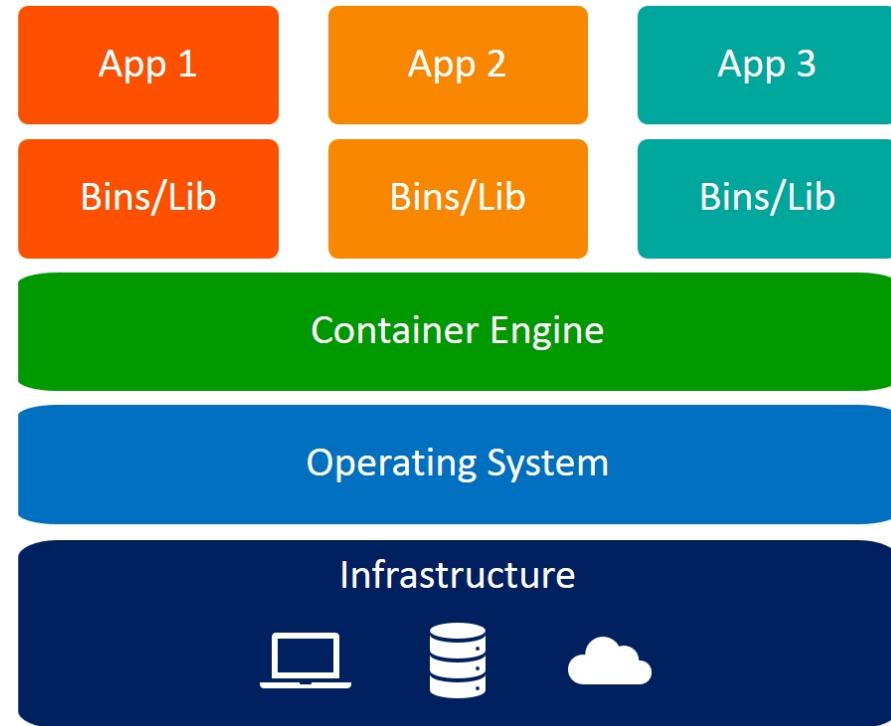 App 1
App 2
App 3
Bins/Lib
Bins/Lib
Bins/Lib
Container Engine
Operating System
Infrastructure